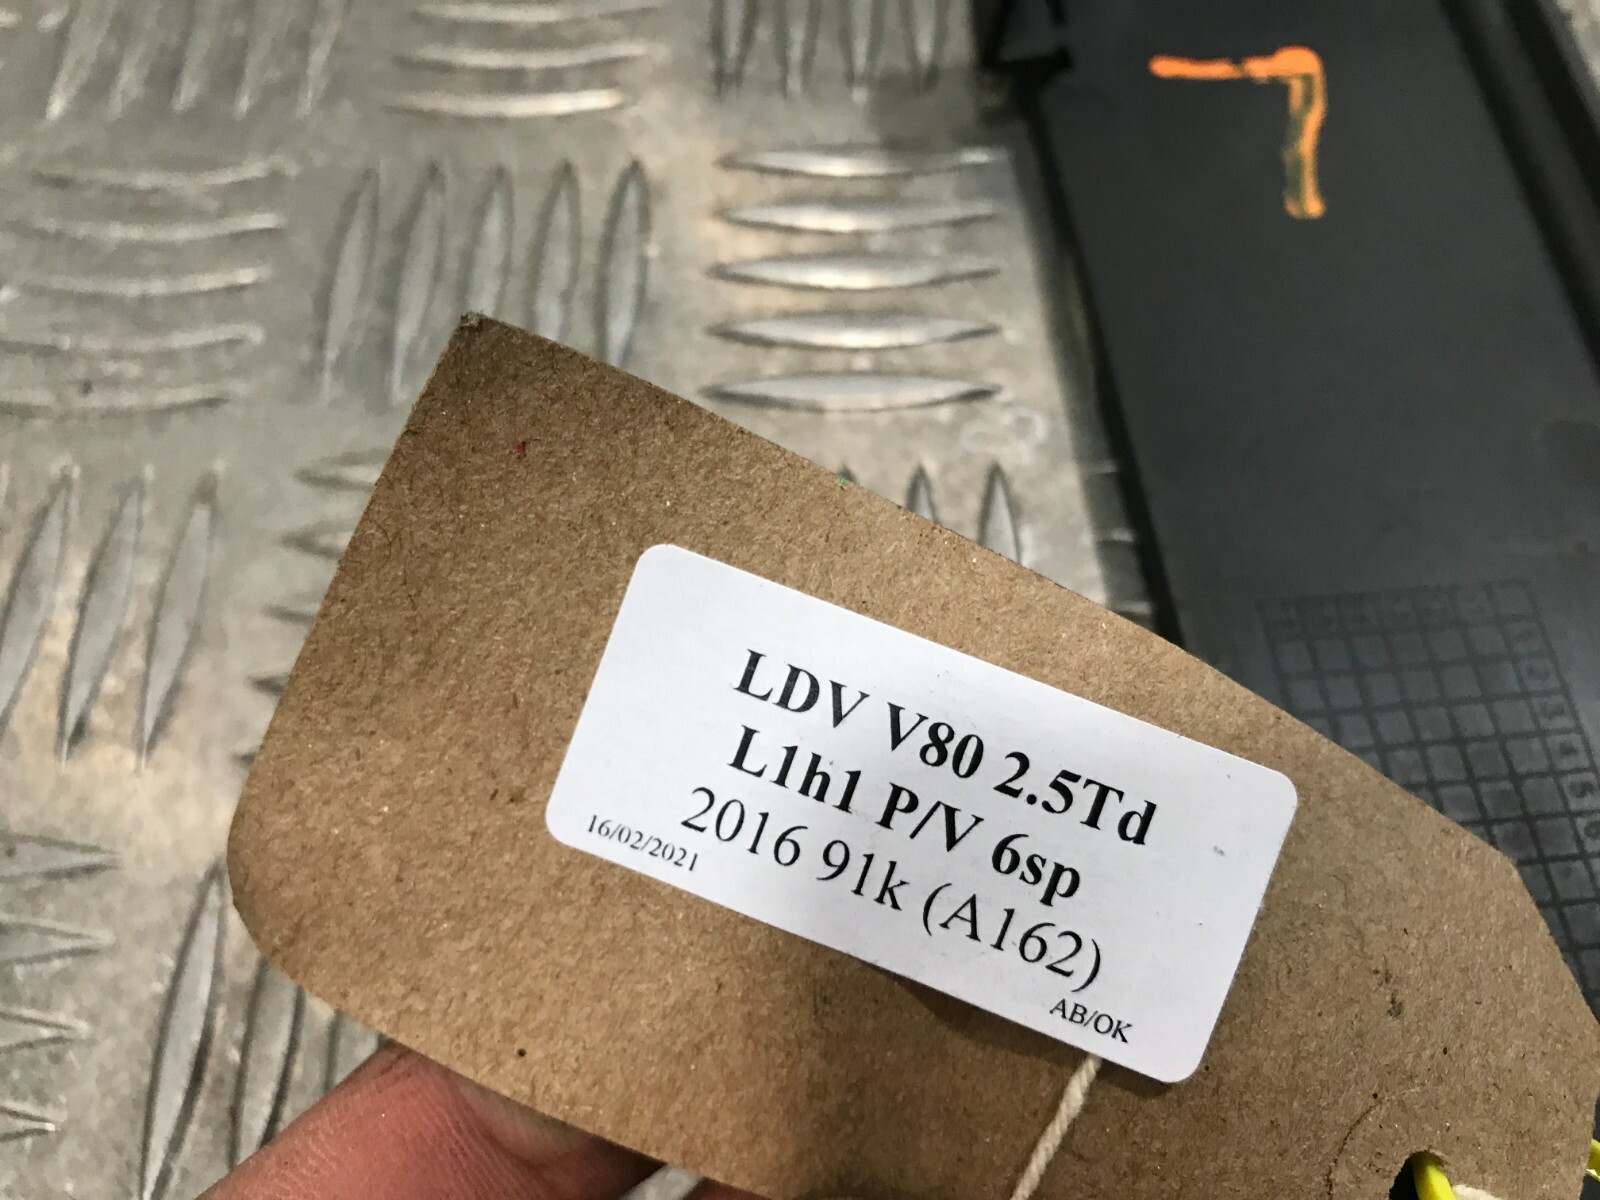 LDV V80 2.5Td
L1h1 P/V 6sp
2016 91k (A162)
16/02/2021
AB/OK